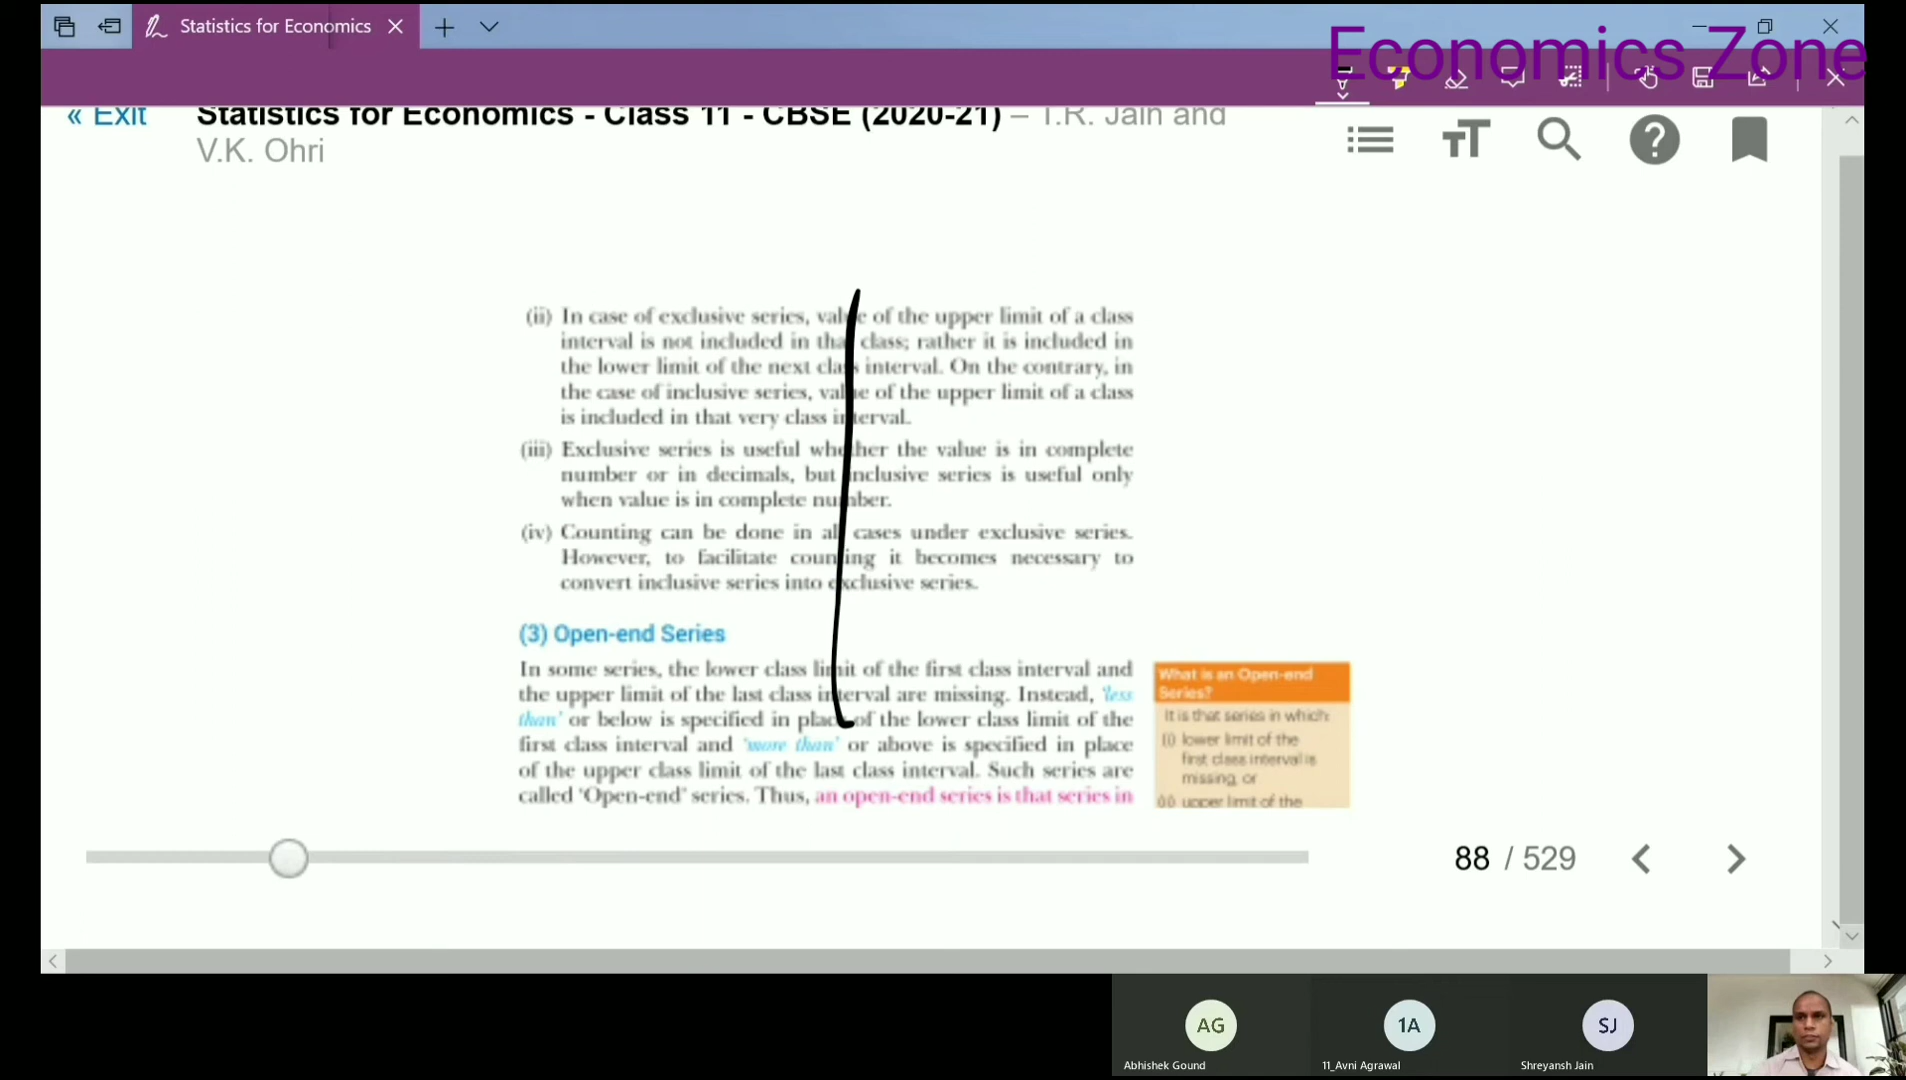 Statistics for Economics
Economics Zone
« Exit
Statistics for Economics - Class 11 - CBSE (2020-21) – T.R. Jain and
V.K. Ohri
(ii) In case of exclusive series, value of the upper limit of a class
interval is not included in that class; rather it is included in
the lower limit of the next class interval. On the contrary, in
the case of inclusive series, value of the upper limit of a class
is included in that very class interval.
(iii) Exclusive series is useful whether the value is in complete
number or in decimals, but inclusive series is useful only
when value is in complete number.
(iv) Counting can be done in all cases under exclusive series.
However, to facilitate counting it becomes necessary to
convert inclusive series into exclusive series.
(3) Open-end Series
In some series, the lower class limit of the first class interval and
the upper limit of the last class interval are missing. Instead, 'less
than' or below is specified in place of the lower class limit of the
first class interval and 'more than' or above is specified in place
of the upper class limit of the last class interval. Such series are
called 'Open-end' series. Thus, an open-end series is that series in
What is an Open-end
Series?
It is that series in which:
(i) lower limit of the
first class interval is
missing, or
(ii) upper limit of the
88 / 529
AG
Abhishek Gound
1A
11_Avni Agrawal
SJ
Shreyansh Jain